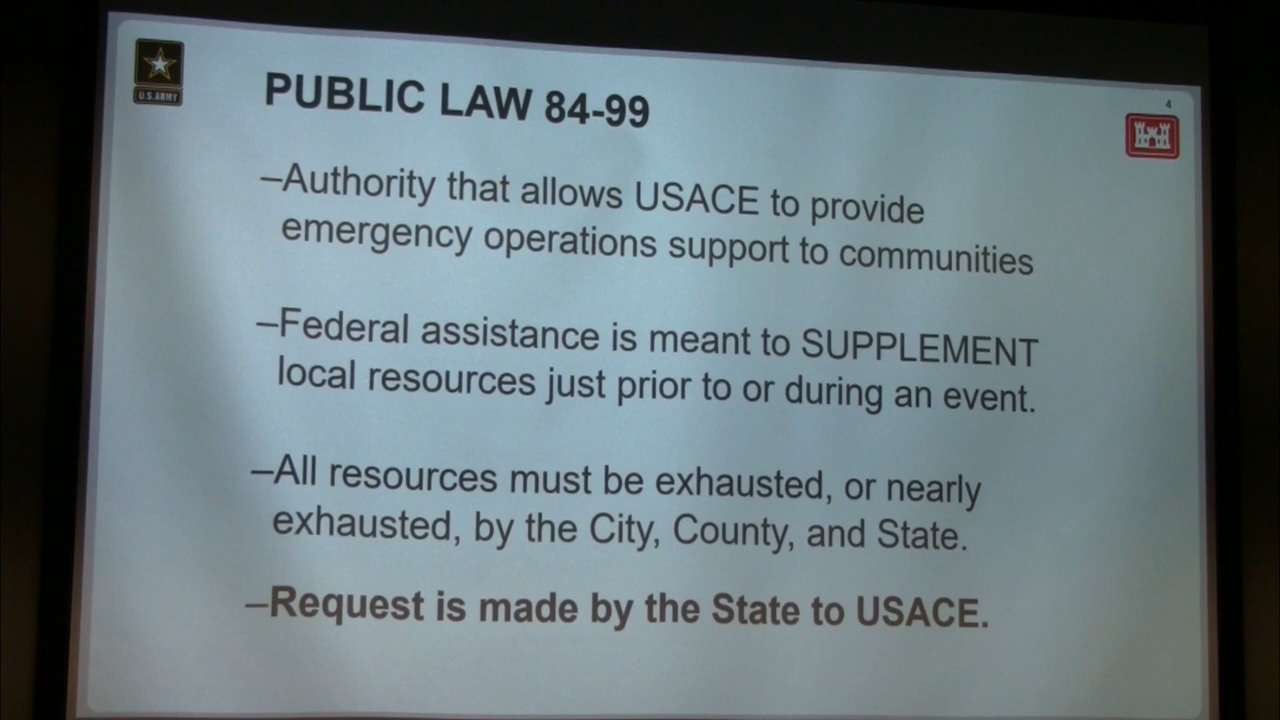 U.S.ARMY
4
PUBLIC LAW 84-99
–Authority that allows USACE to provide
emergency operations support to communities
–Federal assistance is meant to SUPPLEMENT
local resources just prior to or during an event.
–All resources must be exhausted, or nearly
exhausted, by the City, County, and State.
–Request is made by the State to USACE.